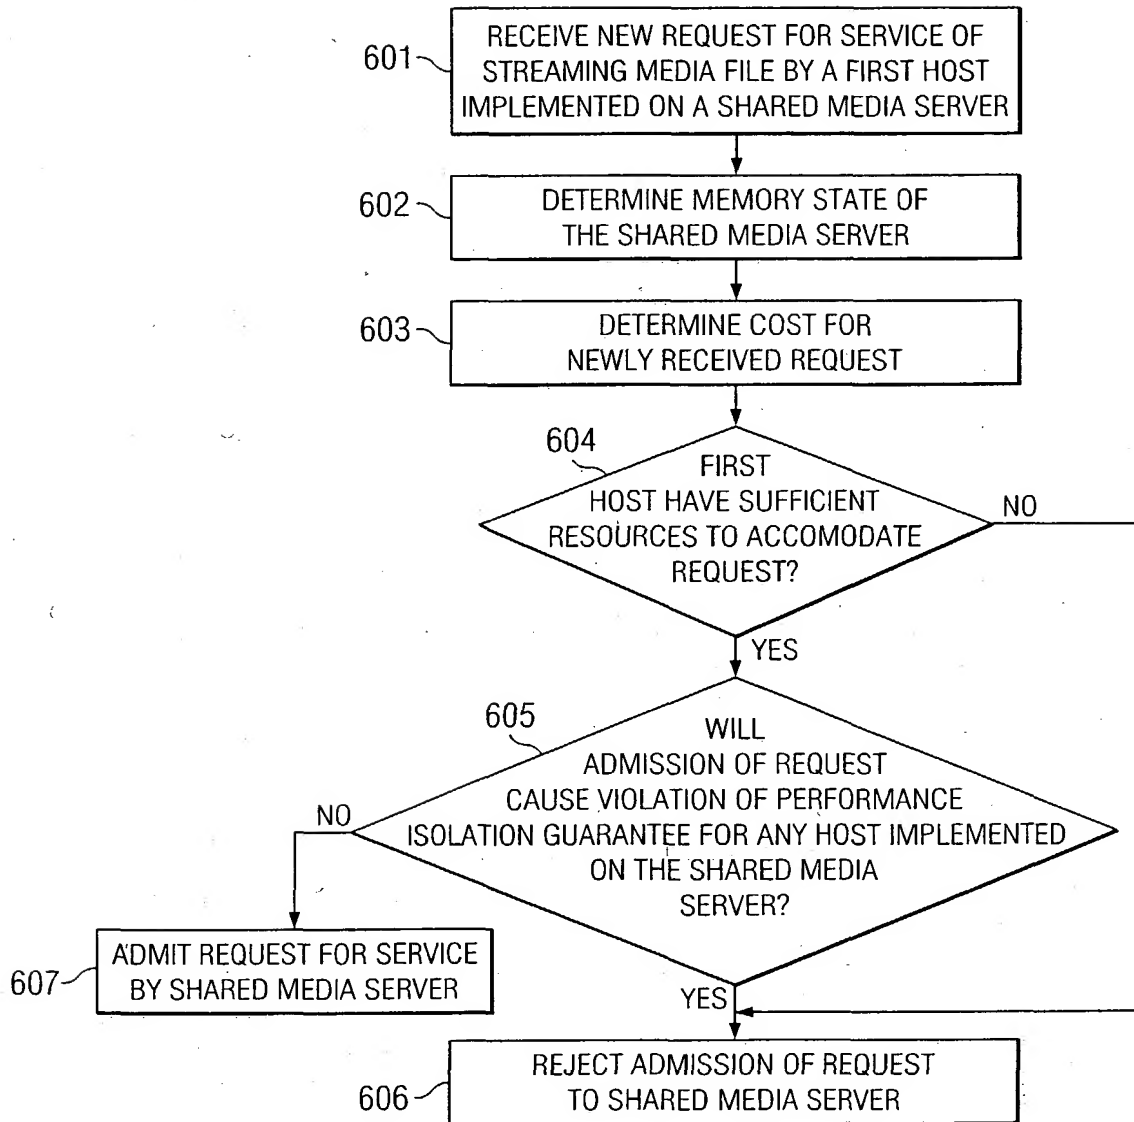 601
RECEIVE NEW REQUEST FOR SERVICE OF
STREAMING MEDIA FILE BY A FIRST HOST
IMPLEMENTED ON A SHARED MEDIA SERVER
602
DETERMINE MEMORY STATE OF
THE SHARED MEDIA SERVER
603
DETERMINE COST FOR
NEWLY RECEIVED REQUEST
604
FIRST
HOST HAVE SUFFICIENT
RESOURCES TO ACCOMODATE
REQUEST?
NO
YES
605
WILL
ADMISSION OF REQUEST
CAUSE VIOLATION OF PERFORMANCE
ISOLATION GUARANTEE FOR ANY HOST IMPLEMENTED
ON THE SHARED MEDIA
SERVER?
NO
607
ADMIT REQUEST FOR SERVICE
BY SHARED MEDIA SERVER
YES
606
REJECT ADMISSION OF REQUEST
TO SHARED MEDIA SERVER